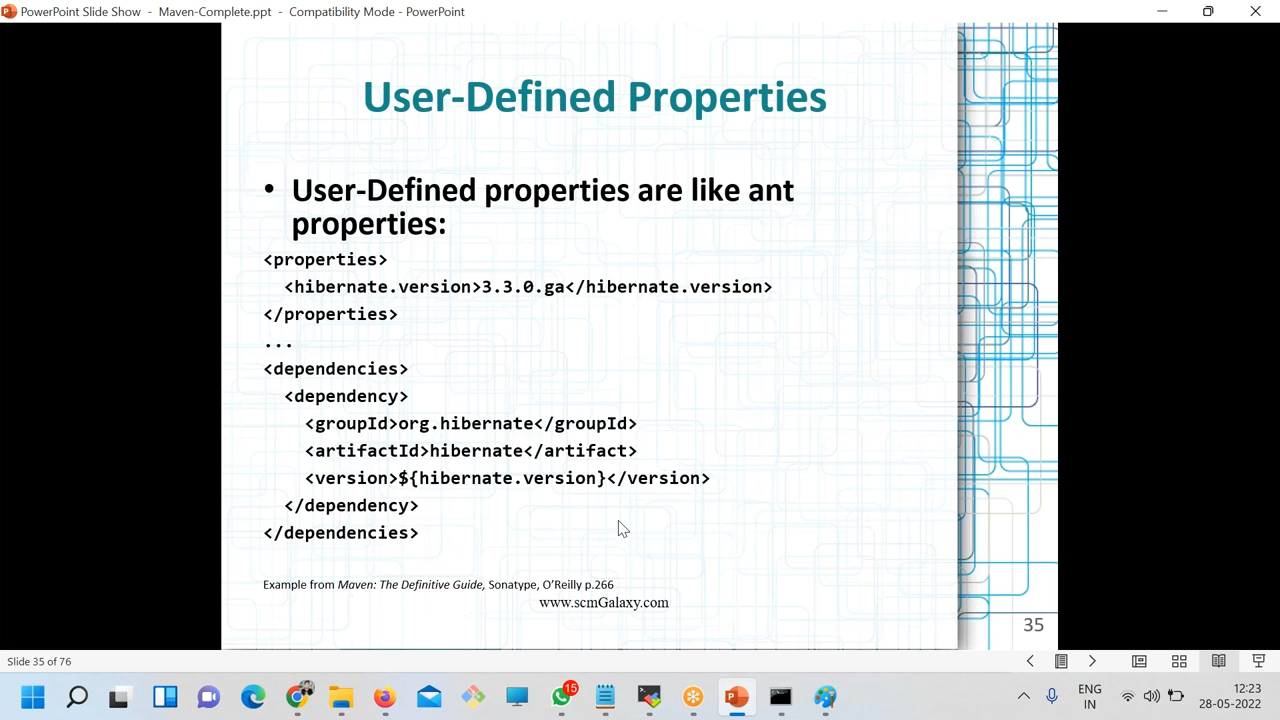 PowerPoint Slide Show - Maven-Complete.ppt - Compatibility Mode - PowerPoint
User-Defined Properties
• User-Defined properties are like ant
properties:
<properties>
  <hibernate.version>3.3.0.ga</hibernate.version>
</properties>
...
<dependencies>
  <dependency>
    <groupId>org.hibernate</groupId>
    <artifactId>hibernate</artifact>
    <version>${hibernate.version}</version>
  </dependency>
</dependencies>
Example from Maven: The Definitive Guide, Sonatype, O'Reilly p.266
www.scmGalaxy.com
35
Slide 35 of 76
15
ENG
IN
12:23
28-05-2022